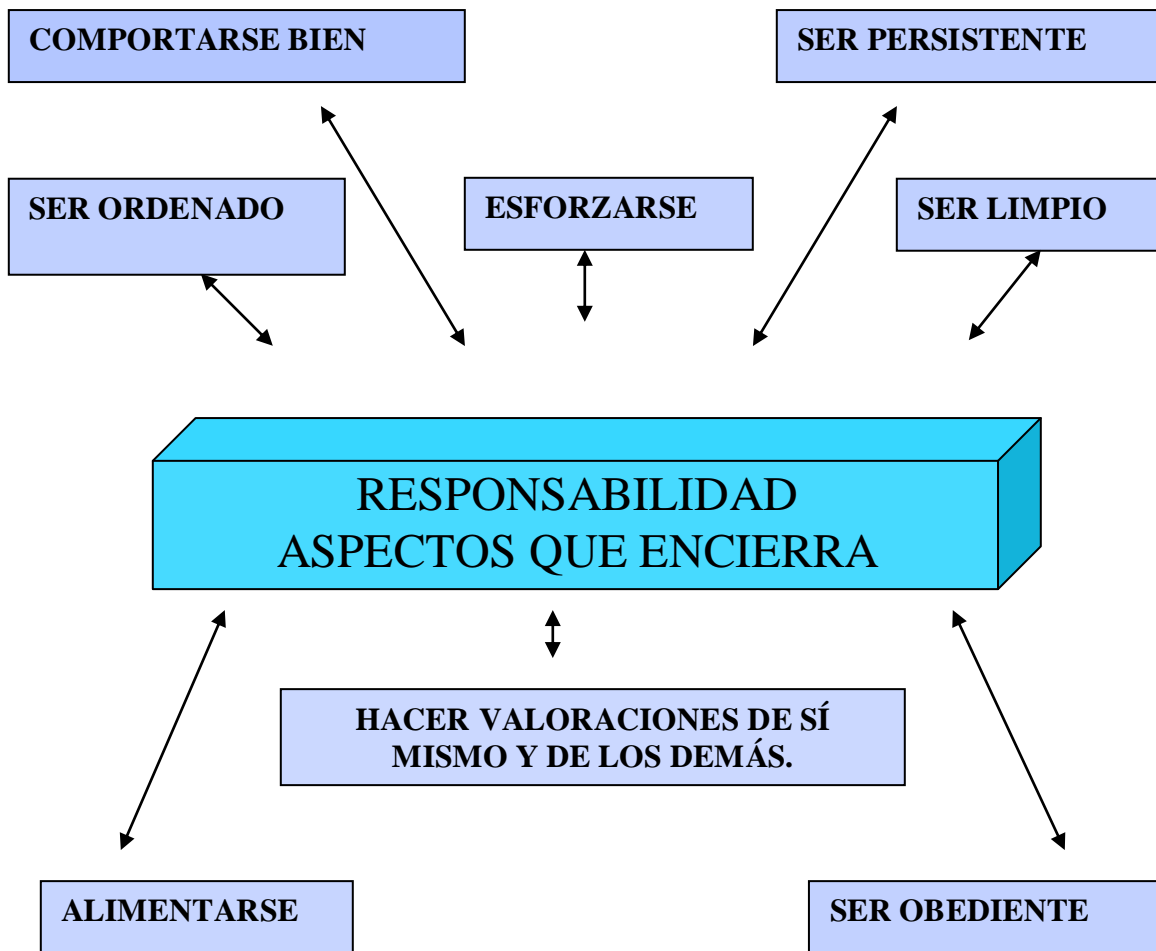 COMPORTARSE BIEN
SER PERSISTENTE
SER ORDENADO
ESFORZARSE
SER LIMPIO
RESPONSABILIDAD
ASPECTOS QUE ENCIERRA
HACER VALORACIONES DE SÍ
MISMO Y DE LOS DEMÁS.
ALIMENTARSE
SER OBEDIENTE